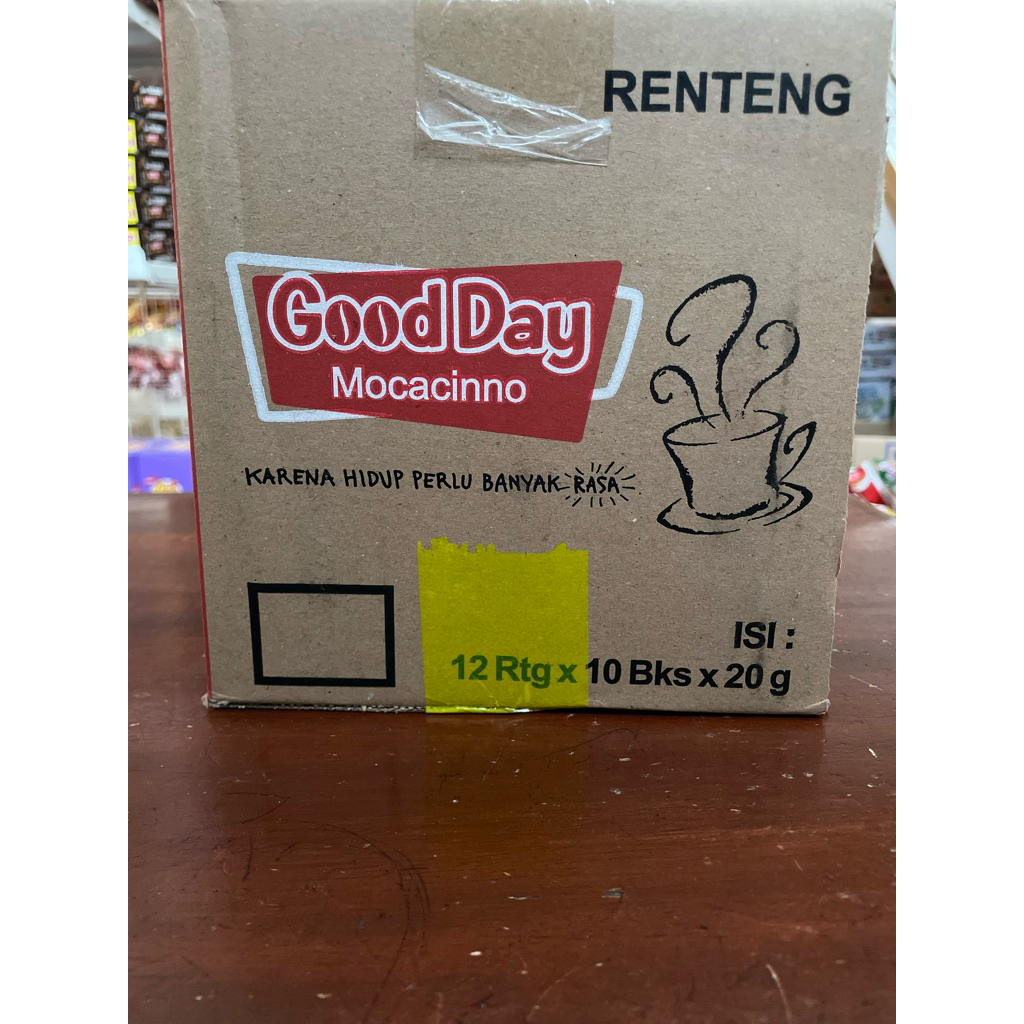 RENTENG
Good Day
Mocacinno
KARENA HIDUP PERLU BANYAK RASA
ISI :
12 Rtg x 10 Bks x 20 g